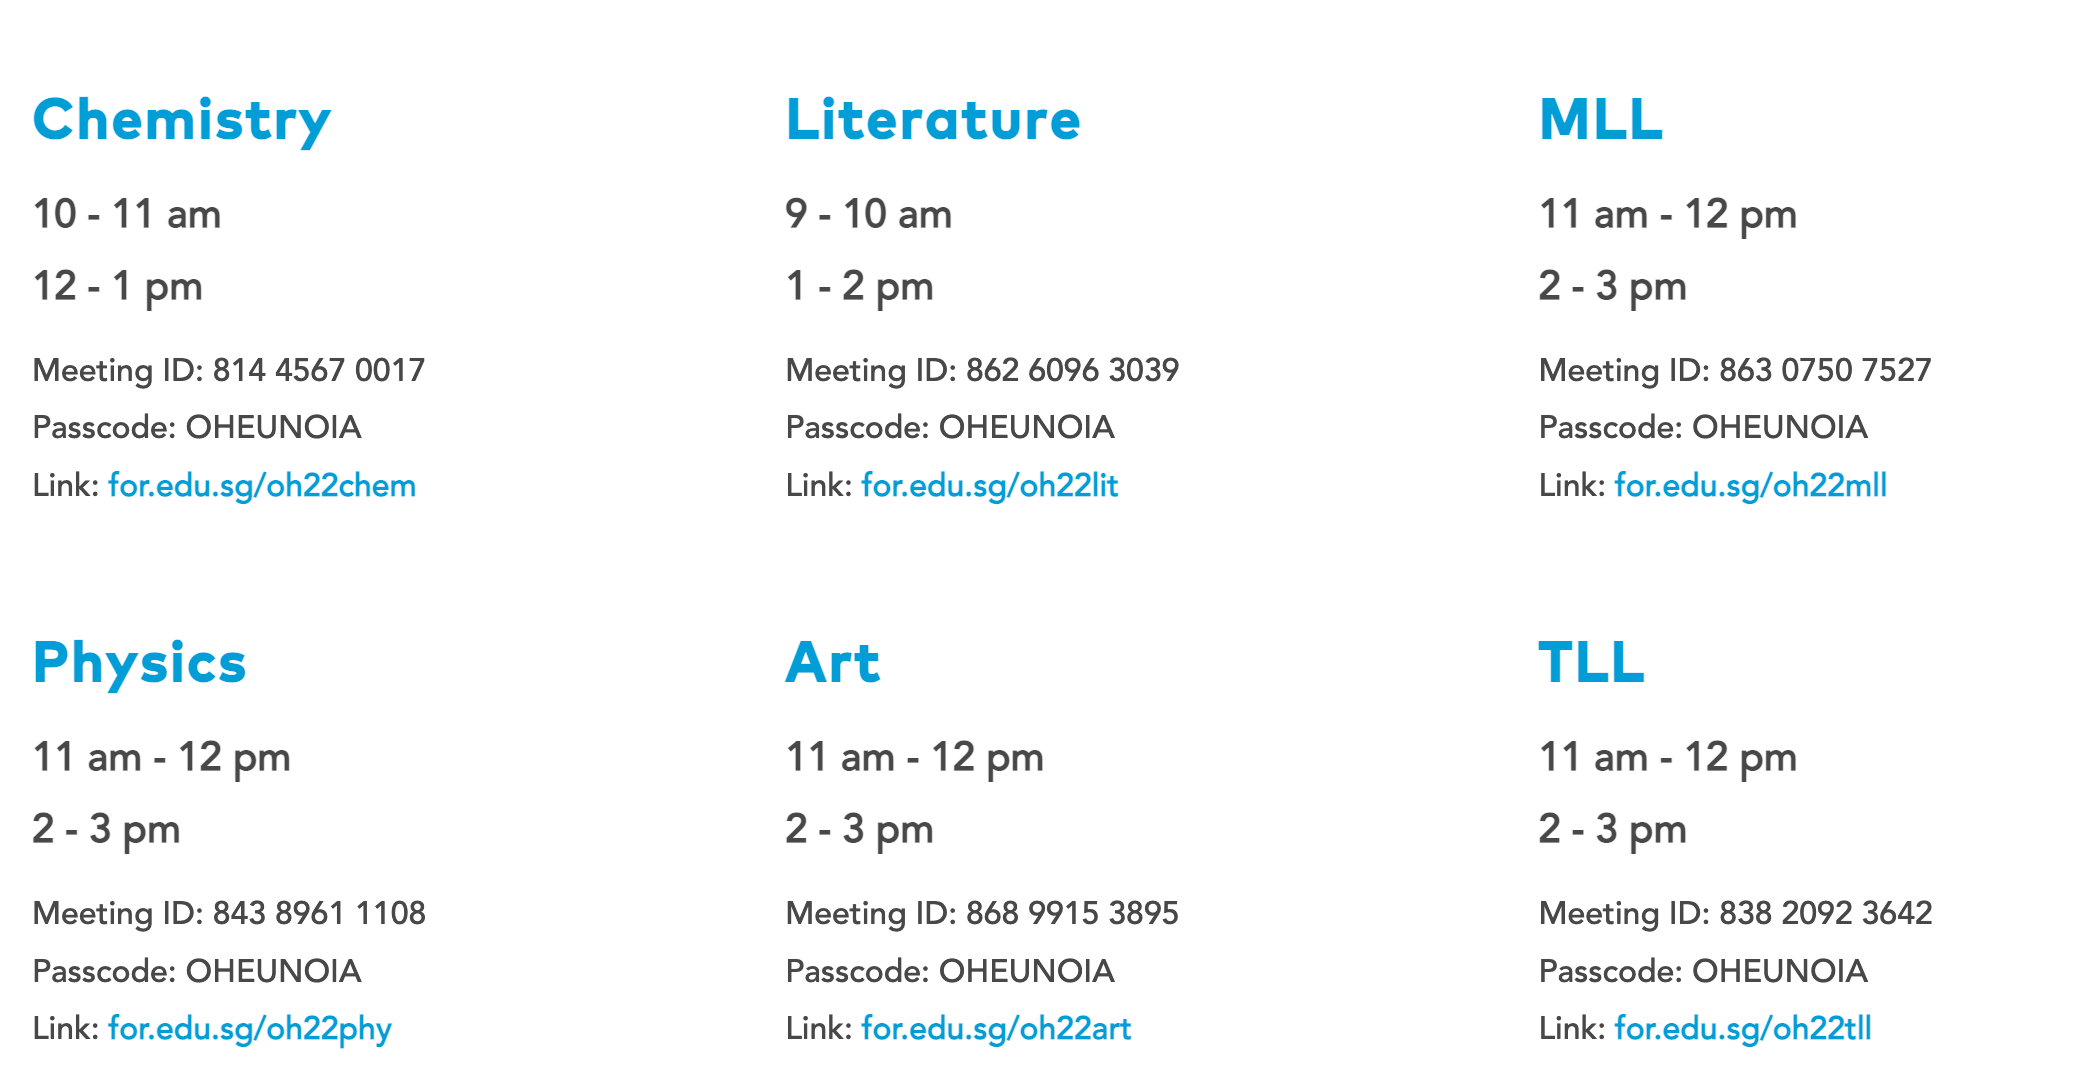 Chemistry
10 - 11 am
12 - 1 pm
Meeting ID: 814 4567 0017
Passcode: OHEUNOIA
Link: for.edu.sg/oh22chem
Literature
9 - 10 am
1 - 2 pm
Meeting ID: 862 6096 3039
Passcode: OHEUNOIA
Link: for.edu.sg/oh22lit
MLL
11 am - 12 pm
2 - 3 pm
Meeting ID: 863 0750 7527
Passcode: OHEUNOIA
Link: for.edu.sg/oh22mll
Physics
11 am - 12 pm
2 - 3 pm
Meeting ID: 843 8961 1108
Passcode: OHEUNOIA
Link: for.edu.sg/oh22phy
Art
11 am - 12 pm
2 - 3 pm
Meeting ID: 868 9915 3895
Passcode: OHEUNOIA
Link: for.edu.sg/oh22art
TLL
11 am - 12 pm
2 - 3 pm
Meeting ID: 838 2092 3642
Passcode: OHEUNOIA
Link: for.edu.sg/oh22tll